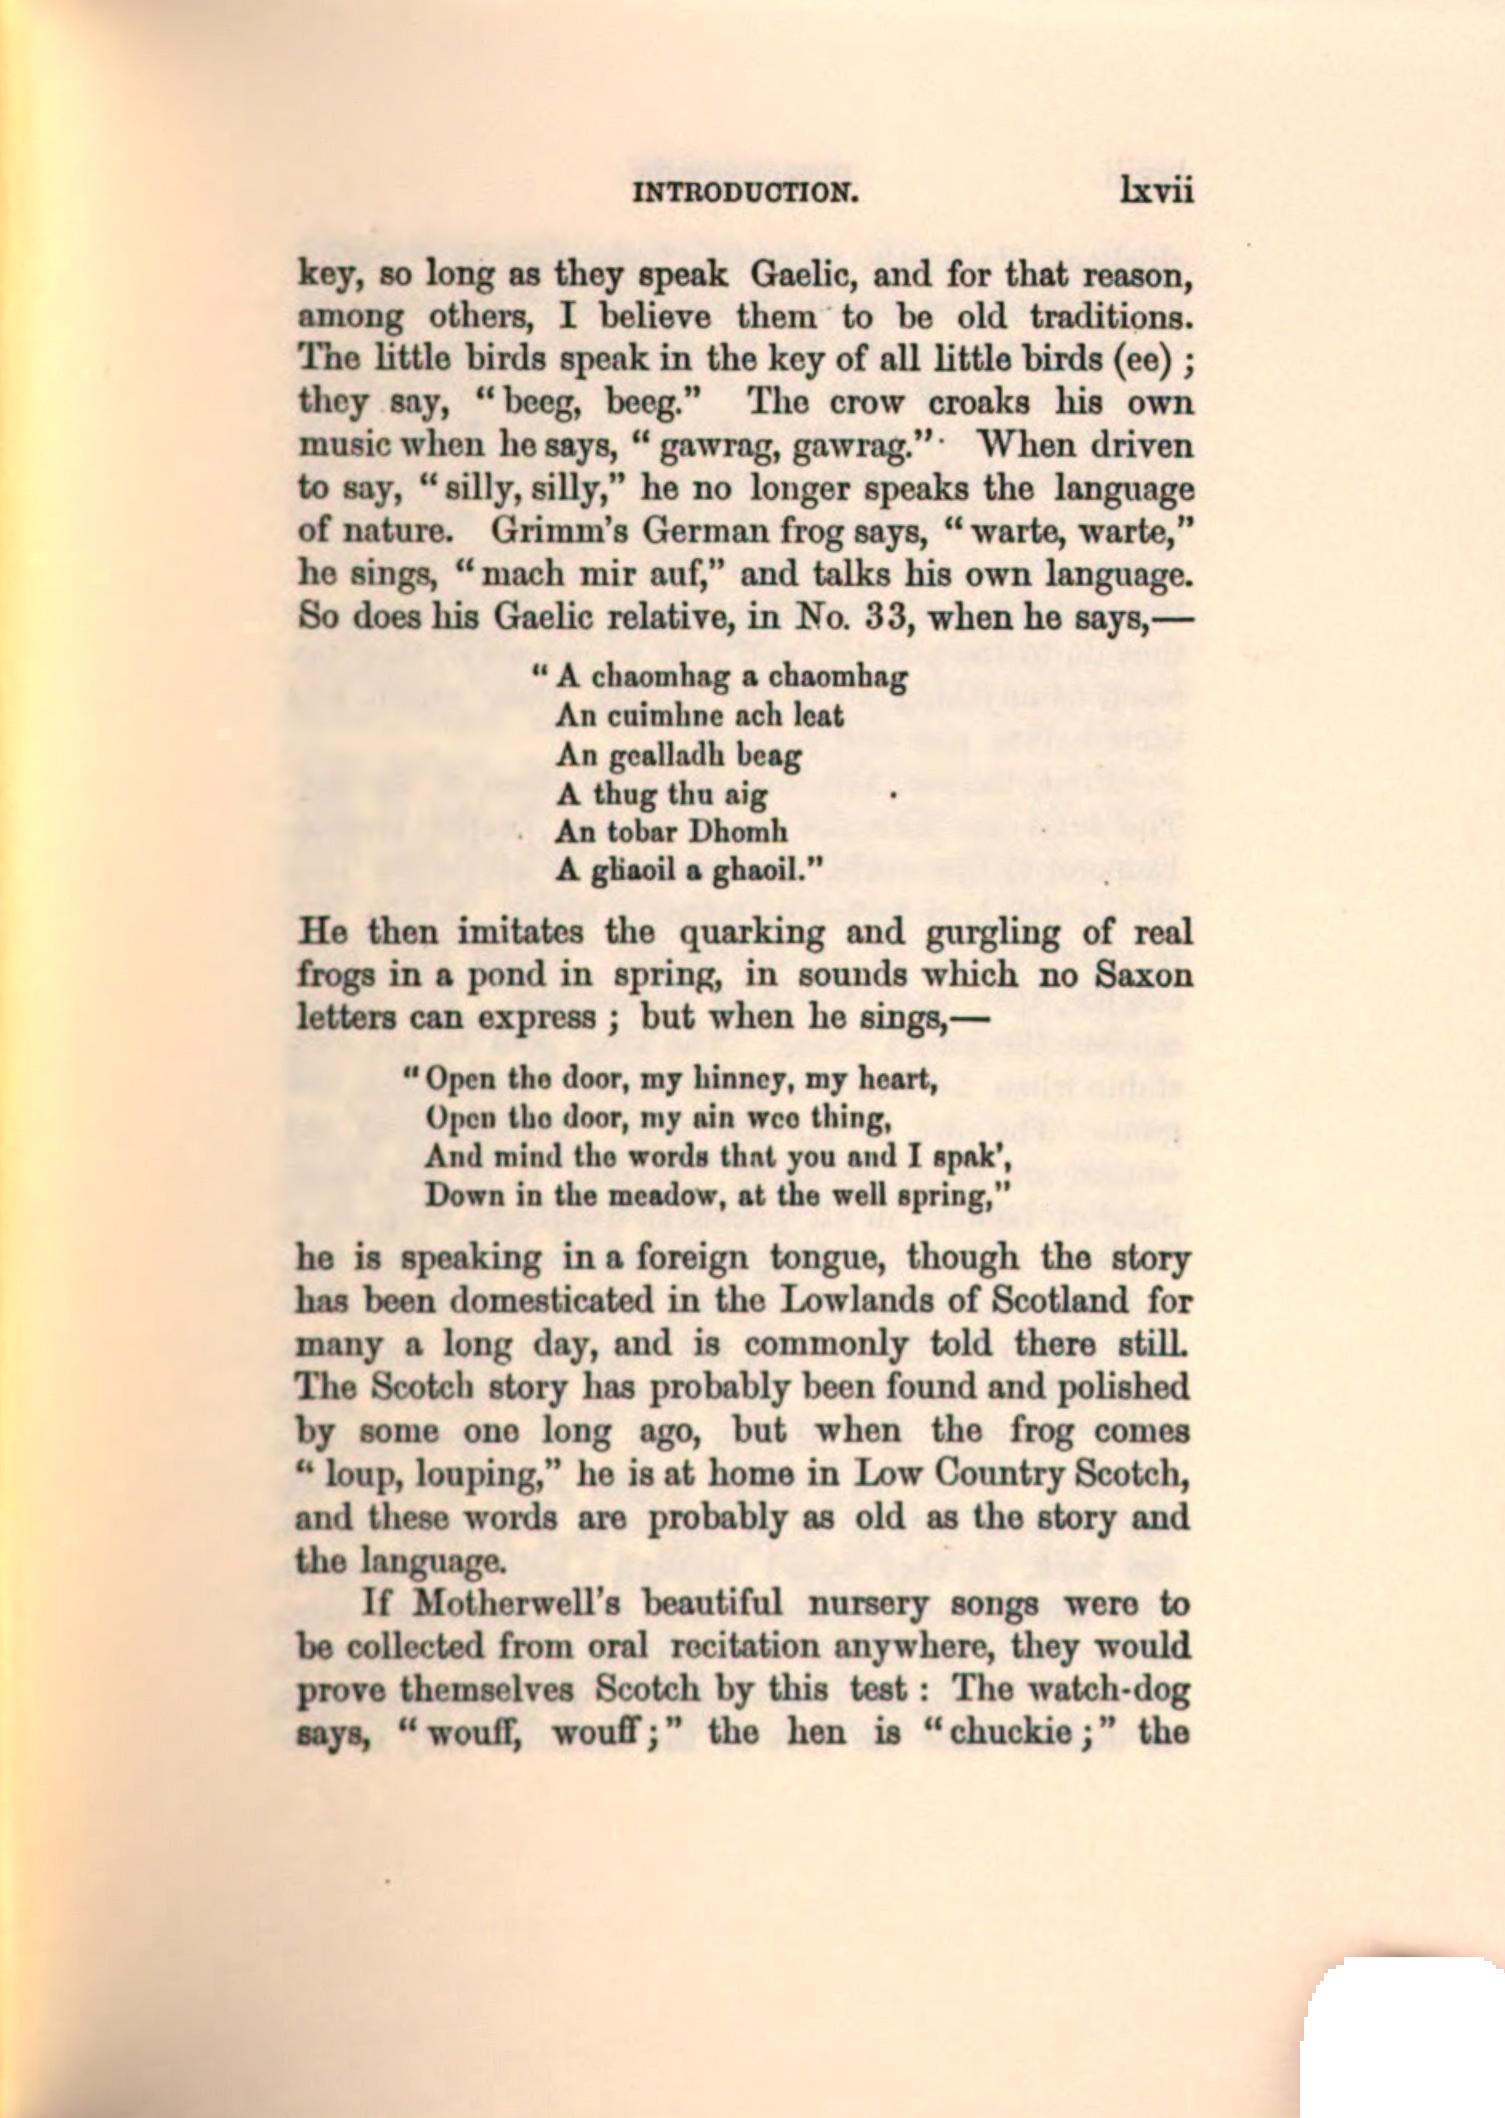 INTRODUCTION. lxvii
key, so long as they speak Gaelic, and for that reason,
among others, I believe them to be old traditions.
The little birds speak in the key of all little birds (ee) ;
they say, “beeg, beeg.” The crow croaks his own
music when he says, “ gawrag, gawrag.” When driven
to say, “silly, silly,” he no longer speaks the language
of nature. Grimm’s German frog says, “ warte, warte,”
he sings, “mach mir auf,” and talks his own language.
So does his Gaelic relative, in No. 33, when he says,—
“ A chaomhag a chaomhag
An cuimhne ach leat
An gealladh beag
A thug thu aig
An tobar Dhomh
A ghaoil a ghaoil.”
He then imitates the quarking and gurgling of real
frogs in a pond in spring, in sounds which no Saxon
letters can express ; but when he sings,—
“Open the door, my hinney, my heart,
Open the door, my ain wee thing,
And mind the words that you and I spak’,
Down in the meadow, at the well spring,”
he is speaking in a foreign tongue, though the story
has been domesticated in the Lowlands of Scotland for
many a long day, and is commonly told there still.
The Scotch story has probably been found and polished
by some one long ago, but when the frog comes
“ loup, louping,” he is at home in Low Country Scotch,
and these words are probably as old as the story and
the language.
If Motherwell’s beautiful nursery songs were to
be collected from oral recitation anywhere, they would
prove themselves Scotch by this test : The watch-dog
says, “ wouff, wouff ;” the hen is “chuckie ;” the